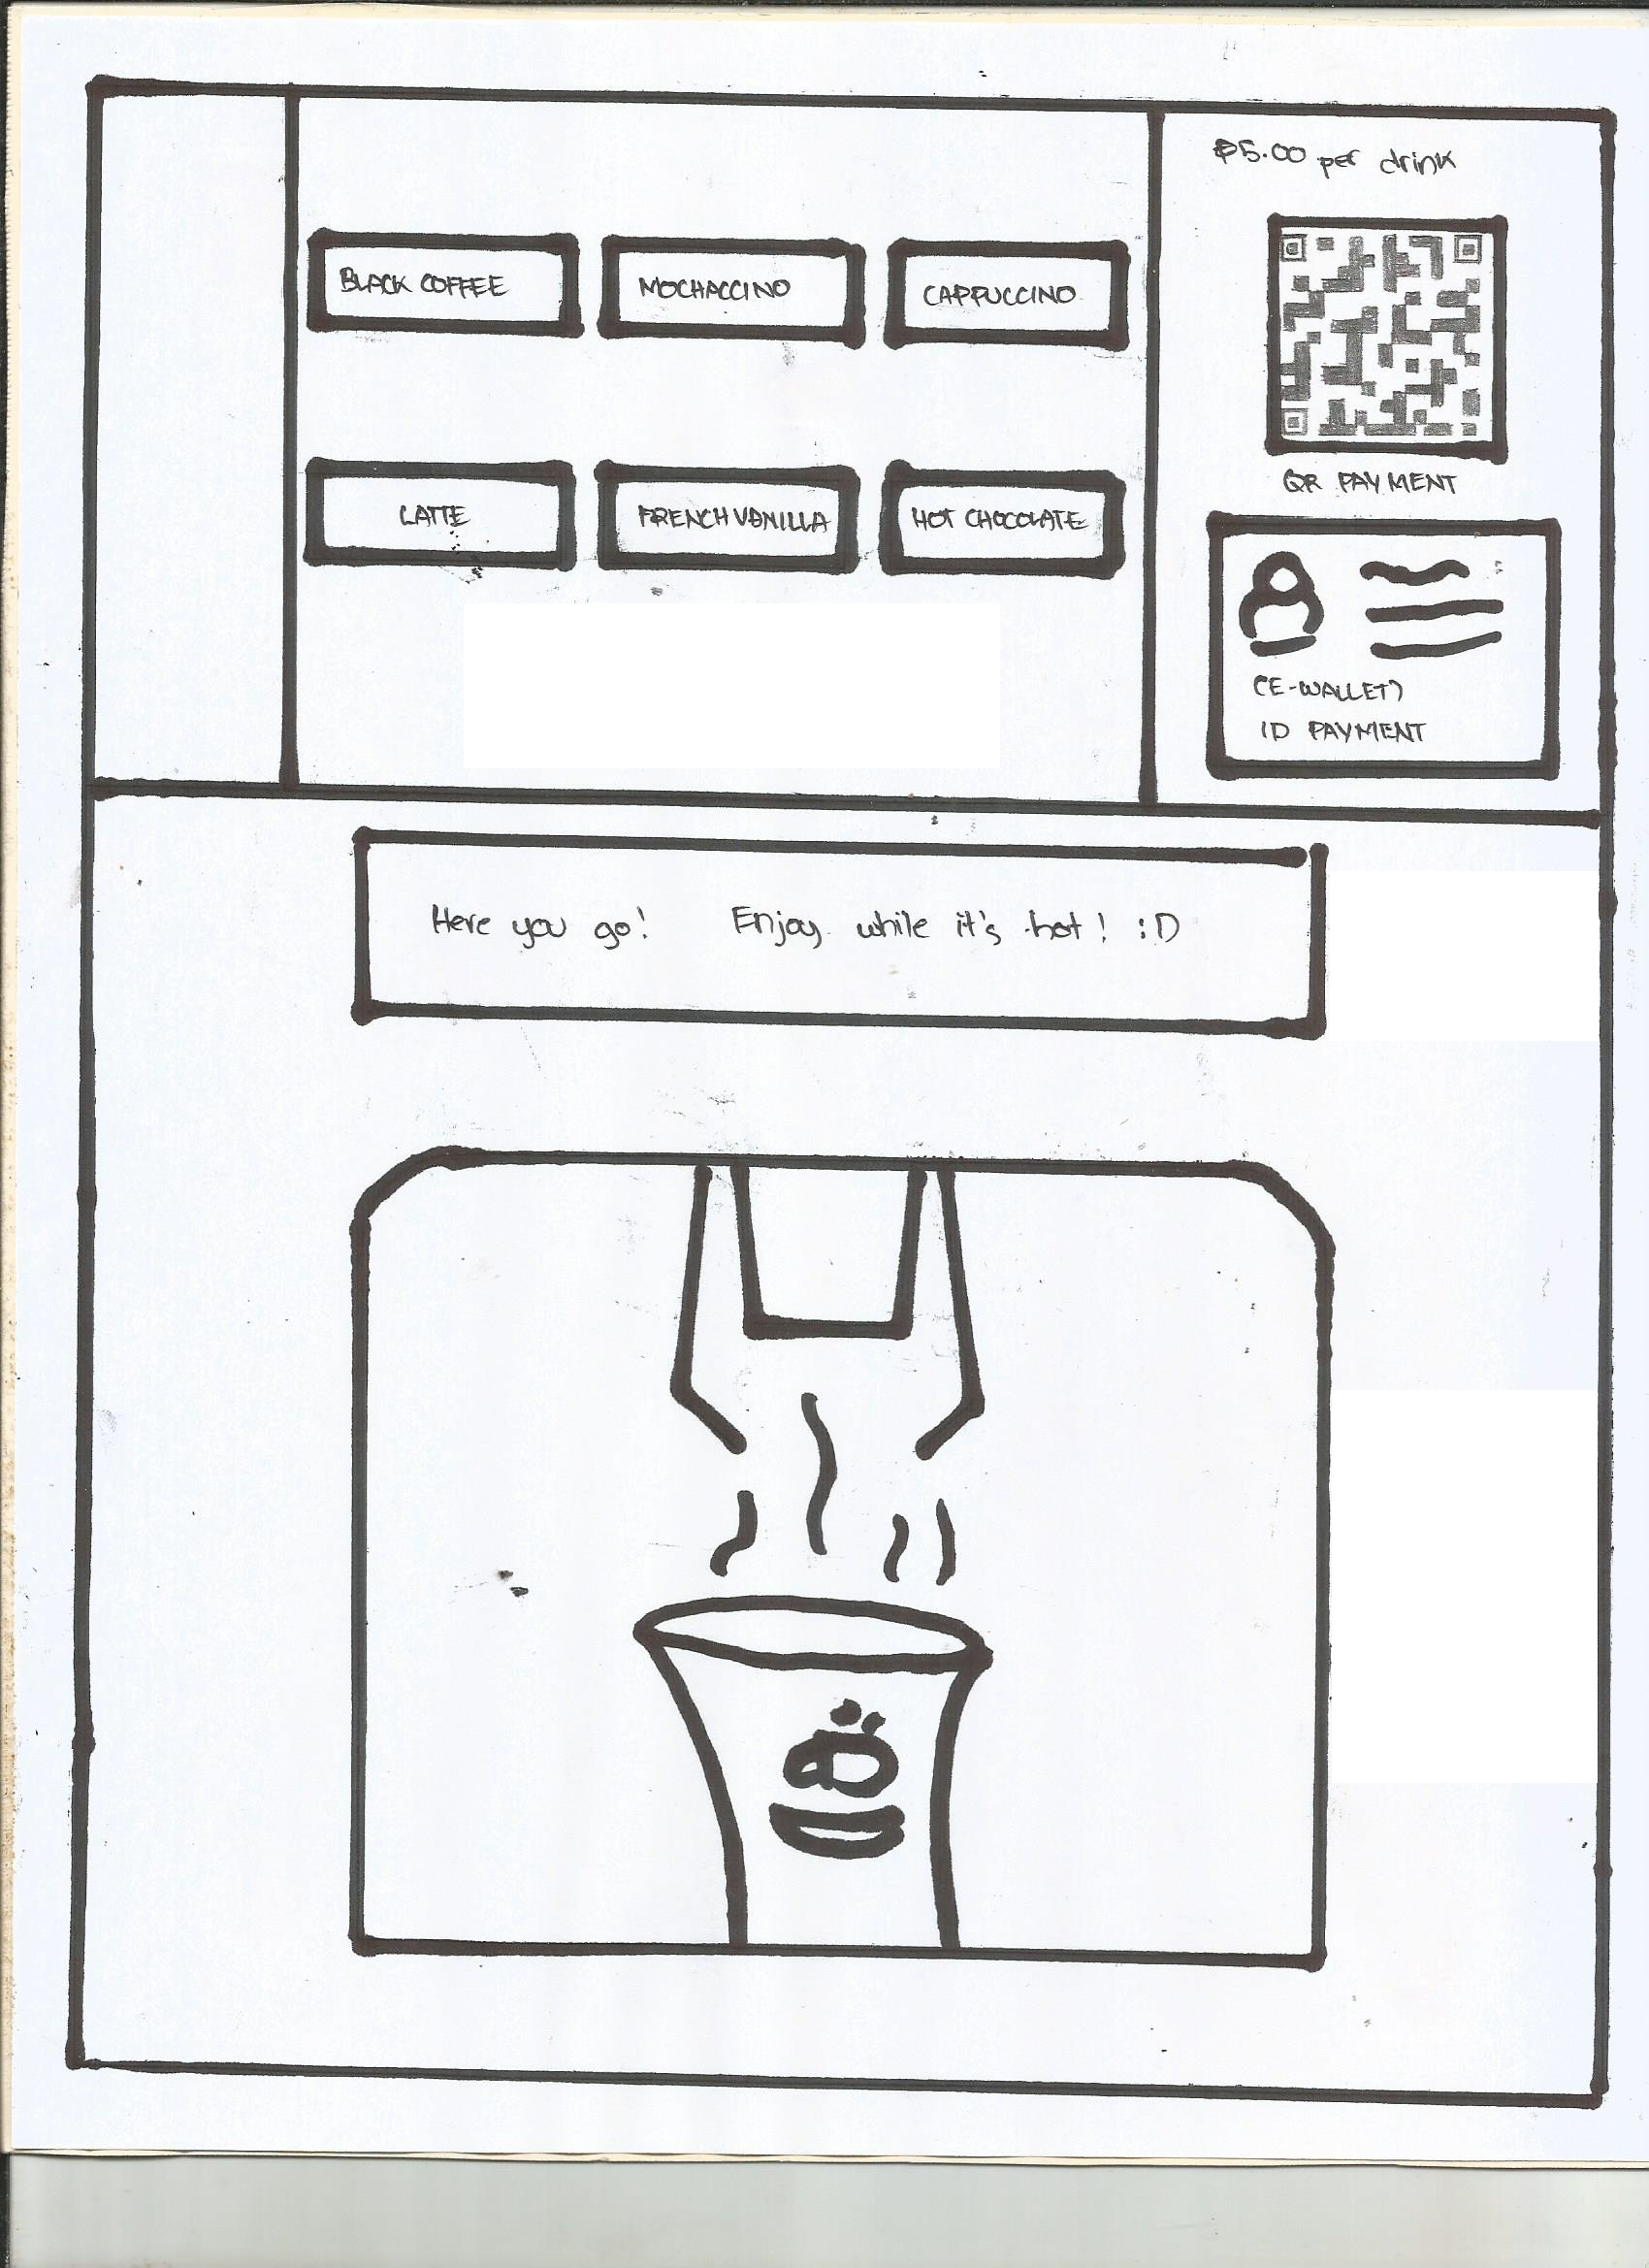 ₱5.00 per drink
BLACK COFFEE
MOCHACCINO
CAPPUCCINO
LATTE
FRENCH VANILLA
HOT CHOCOLATE
QR PAYMENT
(E-WALLET)
ID PAYMENT
Here you go! Enjoy while it's hot! :D